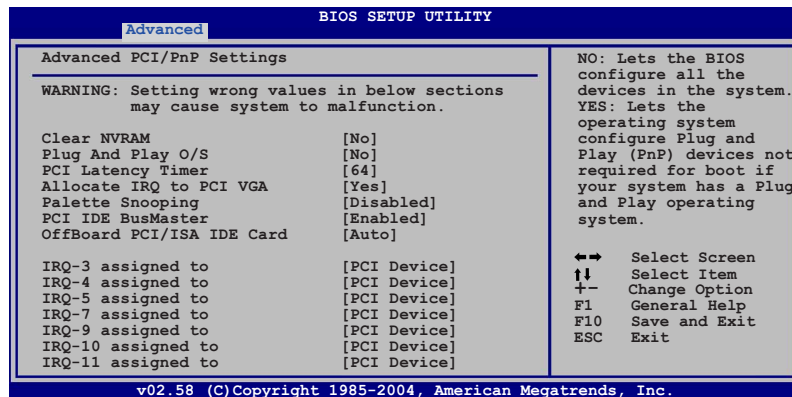 BIOS SETUP UTILITY
Advanced
Advanced PCI/PnP Settings
WARNING: Setting wrong values in below sections
may cause system to malfunction.
Clear NVRAM [No]
Plug And Play O/S [No]
PCI Latency Timer [64]
Allocate IRQ to PCI VGA [Yes]
Palette Snooping [Disabled]
PCI IDE BusMaster [Enabled]
OffBoard PCI/ISA IDE Card [Auto]
IRQ-3 assigned to [PCI Device]
IRQ-4 assigned to [PCI Device]
IRQ-5 assigned to [PCI Device]
IRQ-7 assigned to [PCI Device]
IRQ-9 assigned to [PCI Device]
IRQ-10 assigned to [PCI Device]
IRQ-11 assigned to [PCI Device]
NO: Lets the BIOS
configure all the
devices in the system.
YES: Lets the
operating system
configure Plug and
Play (PnP) devices not
required for boot if
your system has a Plug
and Play operating
system.
←→ Select Screen
↑↓ Select Item
+- Change Option
F1 General Help
F10 Save and Exit
ESC Exit
v02.58 (C)Copyright 1985-2004, American Megatrends, Inc.